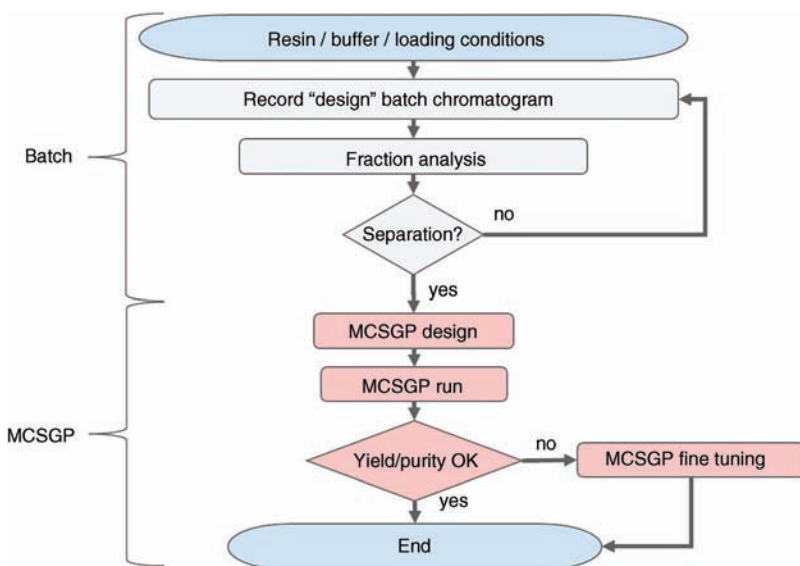 Resin / buffer / loading conditions
Record “design” batch chromatogram
Batch
Fraction analysis
no
Separation?
yes
MCSGP design
MCSGP run
MCSGP
no
Yield/purity OK
MCSGP fine tuning
yes
End